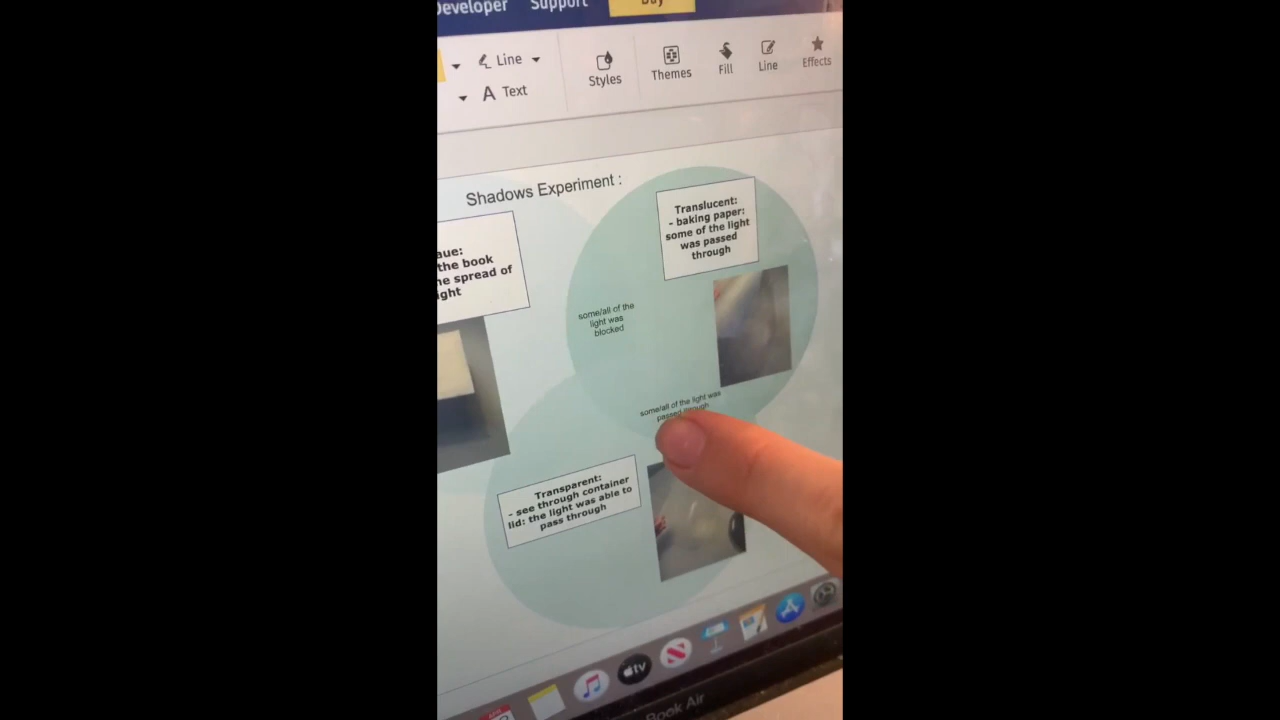 Developer Support Buy
Line
Text
Styles
Themes
Fill
Line
Effects
Shadows Experiment :
aue:
the book
he spread of
ight
Translucent:
- baking paper:
some of the light
was passed
through
some/all of the
light was
blocked
some/all of the light was
passed through
Transparent:
- see through container
lid: the light was able to
pass through
tv
Book Air